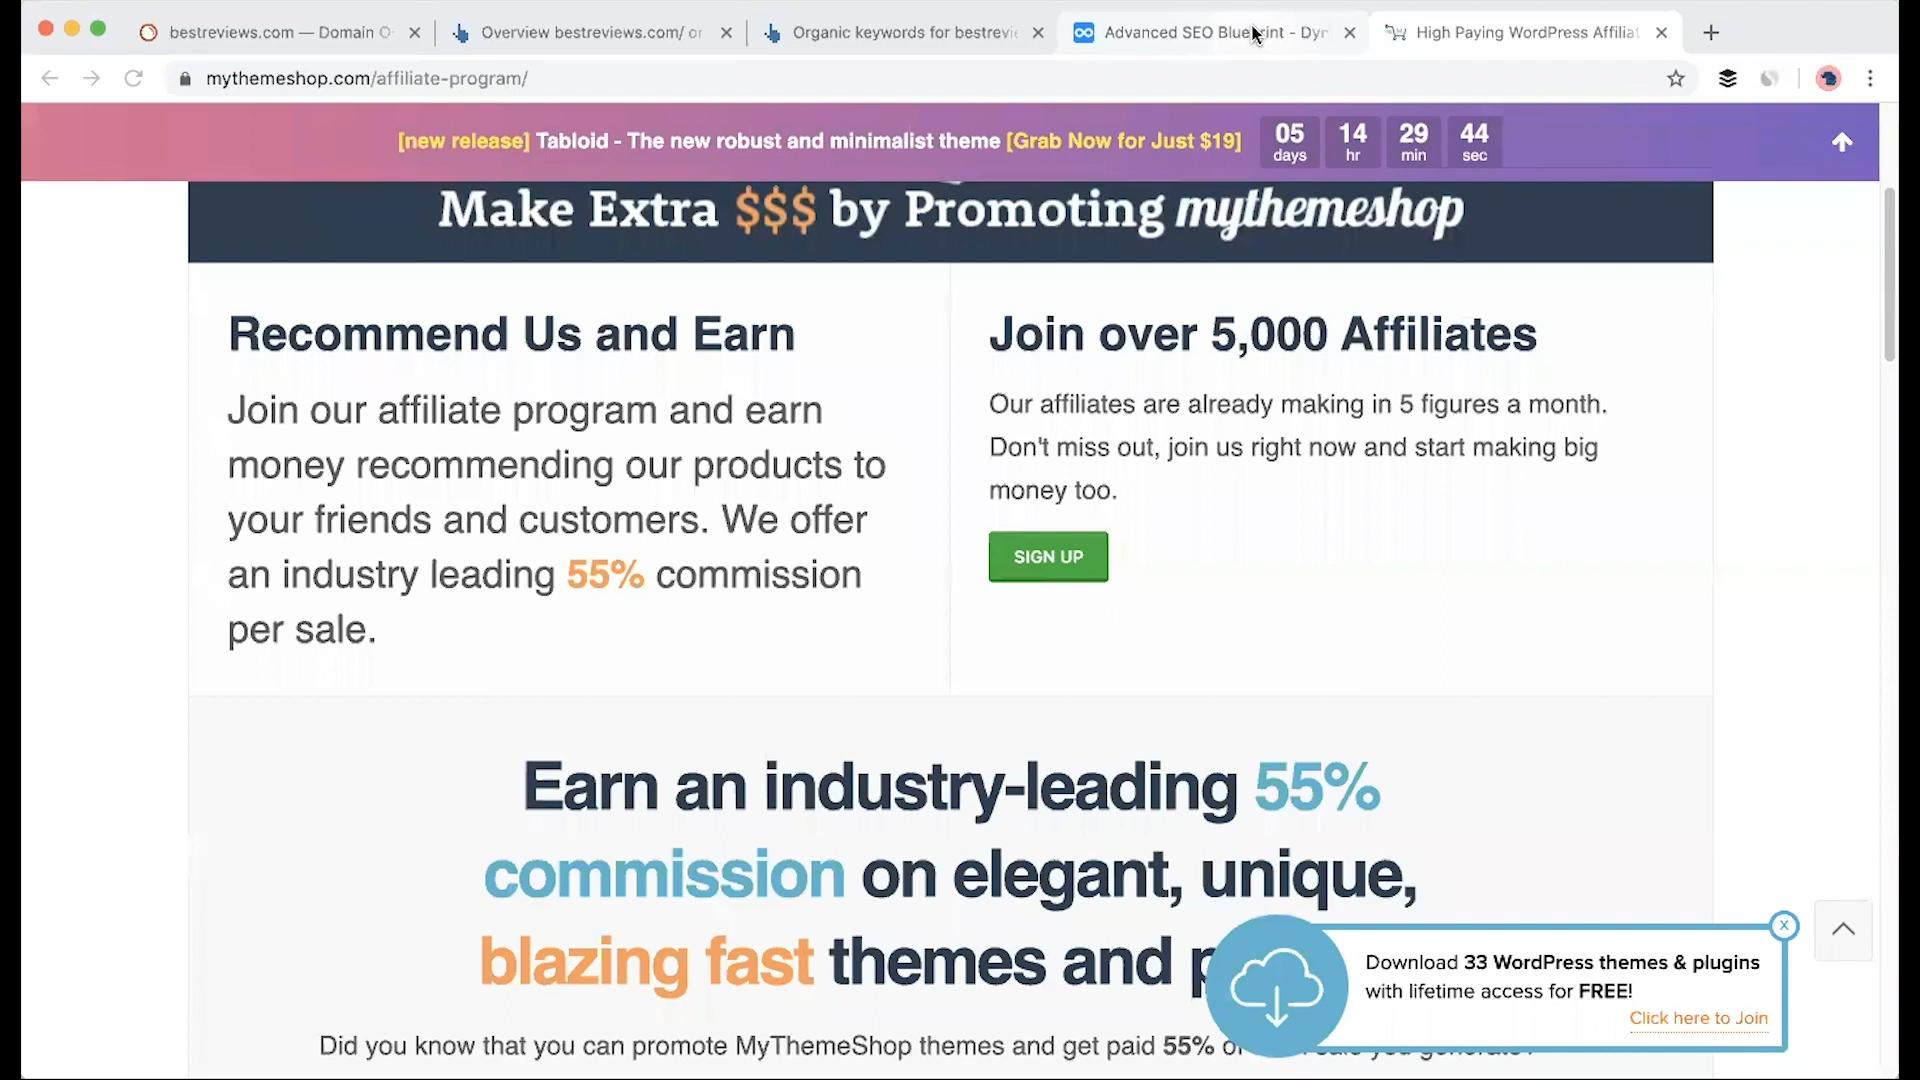 bestreviews.com — Domain O
Overview bestreviews.com/ or
Organic keywords for bestrevie
Advanced SEO Blueprint - Dyn
High Paying WordPress Affiliat
mythemeshop.com/affiliate-program/
[new release] Tabloid - The new robust and minimalist theme [Grab Now for Just $19]
05 14 29 44
days hr min sec
Make Extra $$$ by Promoting mythemeshop
Recommend Us and Earn
Join our affiliate program and earn
money recommending our products to
your friends and customers. We offer
an industry leading 55% commission
per sale.
Join over 5,000 Affiliates
Our affiliates are already making in 5 figures a month.
Don't miss out, join us right now and start making big
money too.
SIGN UP
Earn an industry-leading 55%
commission on elegant, unique,
blazing fast themes and p
Did you know that you can promote MyThemeShop themes and get paid 55%
Download 33 WordPress themes & plugins
with lifetime access for FREE!
Click here to Join